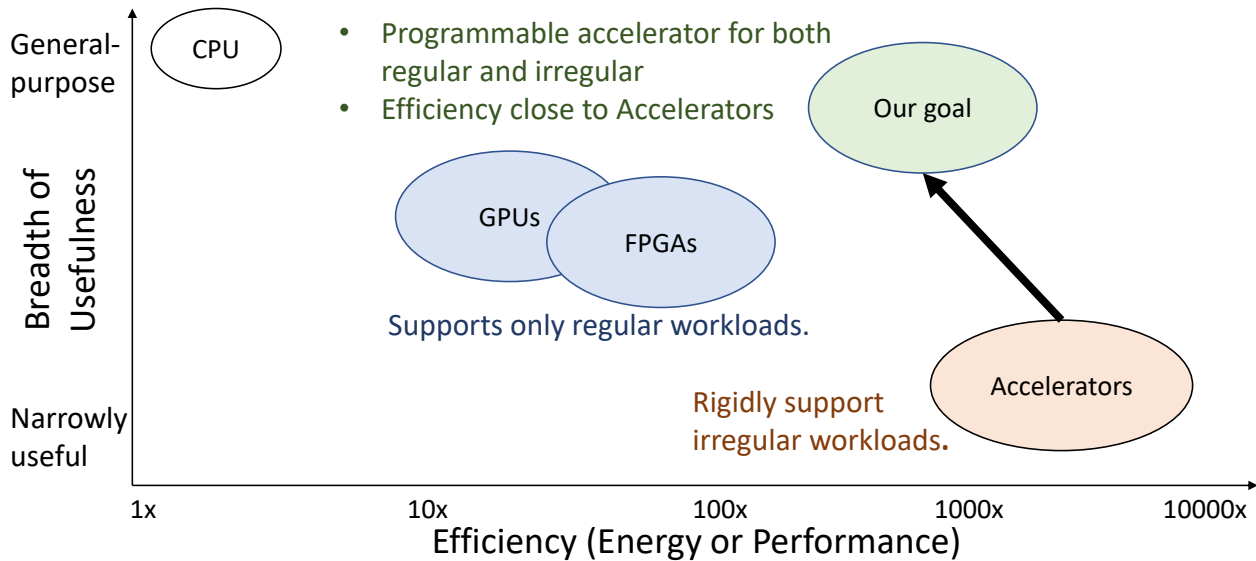 General-
purpose
CPU
• Programmable accelerator for both
regular and irregular
• Efficiency close to Accelerators
Our goal
Breadth of
Usefulness
GPUs
FPGAs
Supports only regular workloads.
Accelerators
Rigidly support
irregular workloads.
Narrowly
useful
1x
10x
100x
1000x
10000x
Efficiency (Energy or Performance)